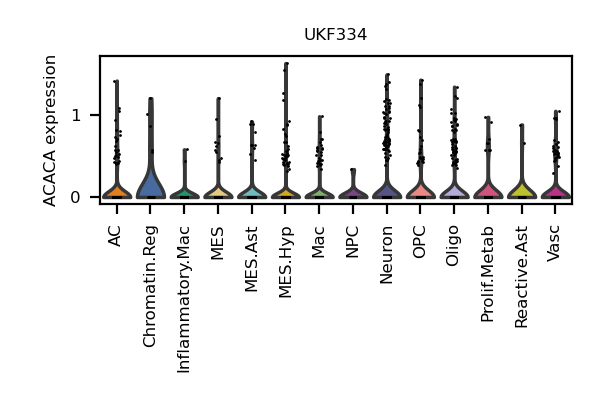 UKF334
ACACA expression
1
0
AC
Chromatin.Reg
Inflammatory.Mac
MES
MES.Ast
MES.Hyp
Mac
NPC
Neuron
OPC
Oligo
Prolif.Metab
Reactive.Ast
Vasc